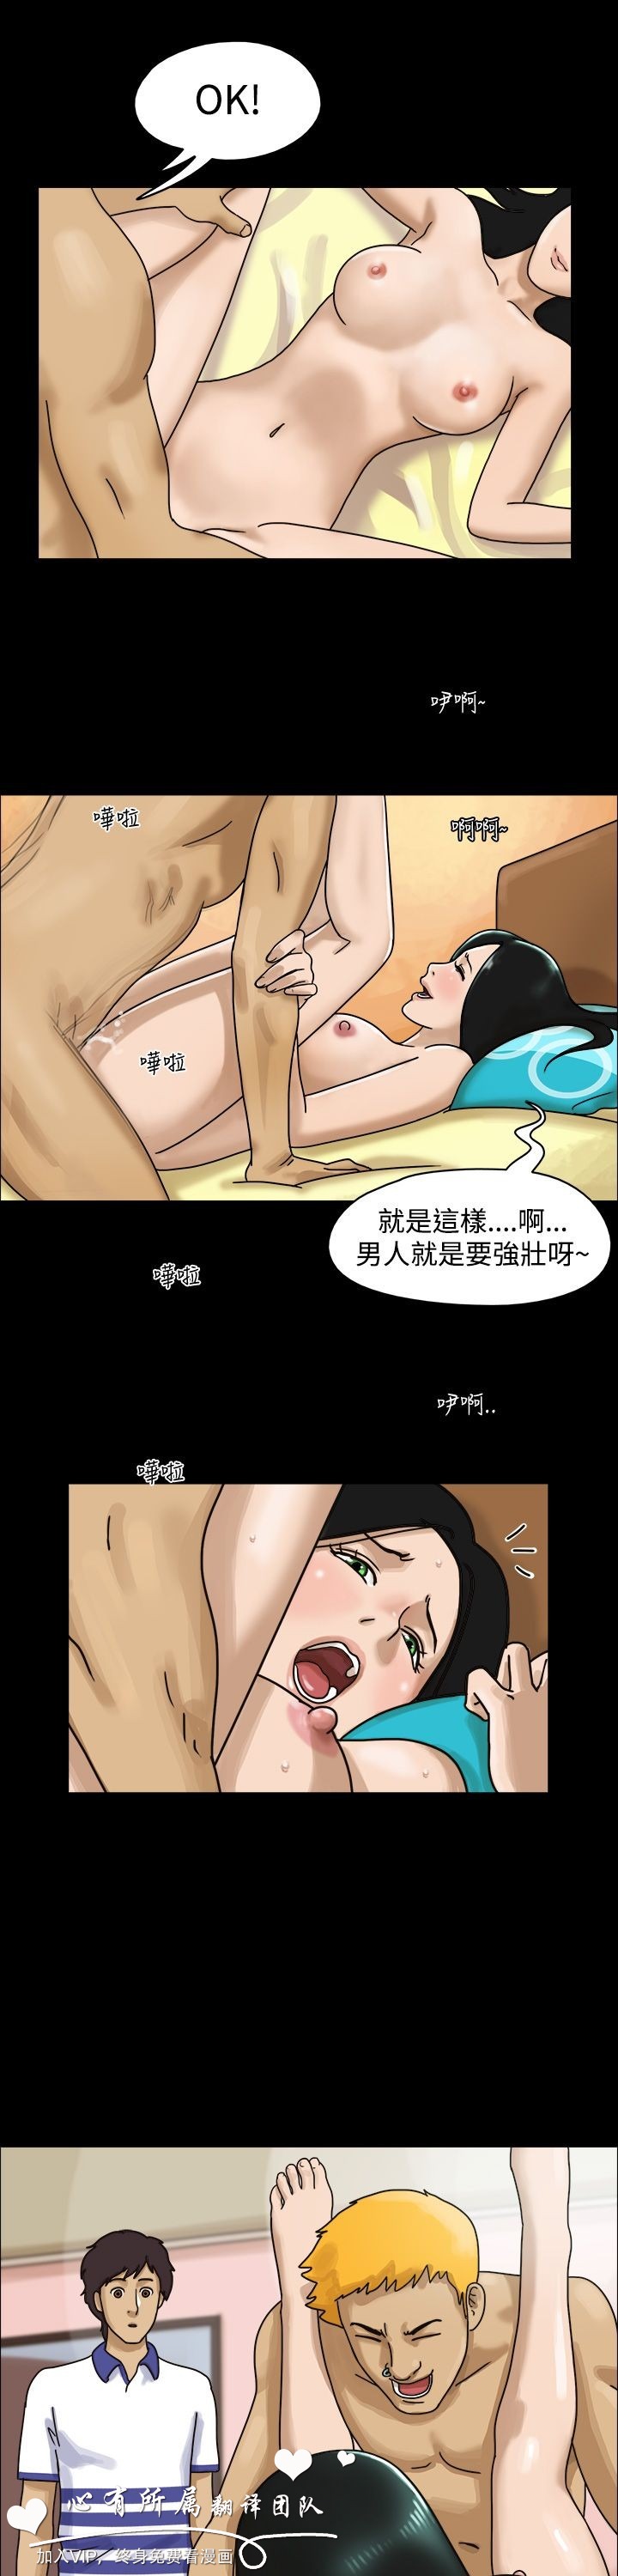 OK!
咿啊~
嘩啦
啊啊~
嘩啦
就是這樣....啊...
男人就是要強壯呀~
嘩啦
咿啊..
嘩啦
心有所属翻译团队
加入VIP，终身免费看漫画